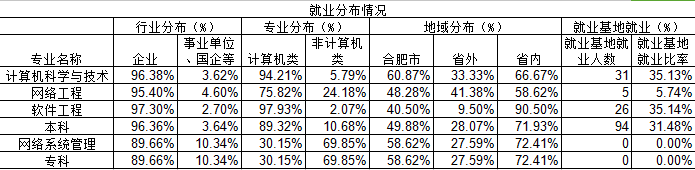 就业分布情况
行业分布（%） 专业分布（%） 地域分布（%） 就业基地就业（%）
专业名称 企业 事业单位、国企等 计算机类 非计算机类 合肥市 省外 省内 就业基地就业人数 就业基地就业比率
计算机科学与技术 96.38% 3.62% 94.21% 5.79% 60.87% 33.33% 66.67% 31 35.13%
网络工程 95.40% 4.60% 75.82% 24.18% 48.28% 41.38% 58.62% 5 5.74%
软件工程 97.30% 2.70% 97.93% 2.07% 40.50% 9.50% 90.50% 26 35.14%
本科 96.36% 3.64% 89.32% 10.68% 49.88% 28.07% 71.93% 94 31.48%
网络系统管理 89.66% 10.34% 30.15% 69.85% 58.62% 27.59% 72.41% 0 0.00%
专科 89.66% 10.34% 30.15% 69.85% 58.62% 27.59% 72.41% 0 0.00%